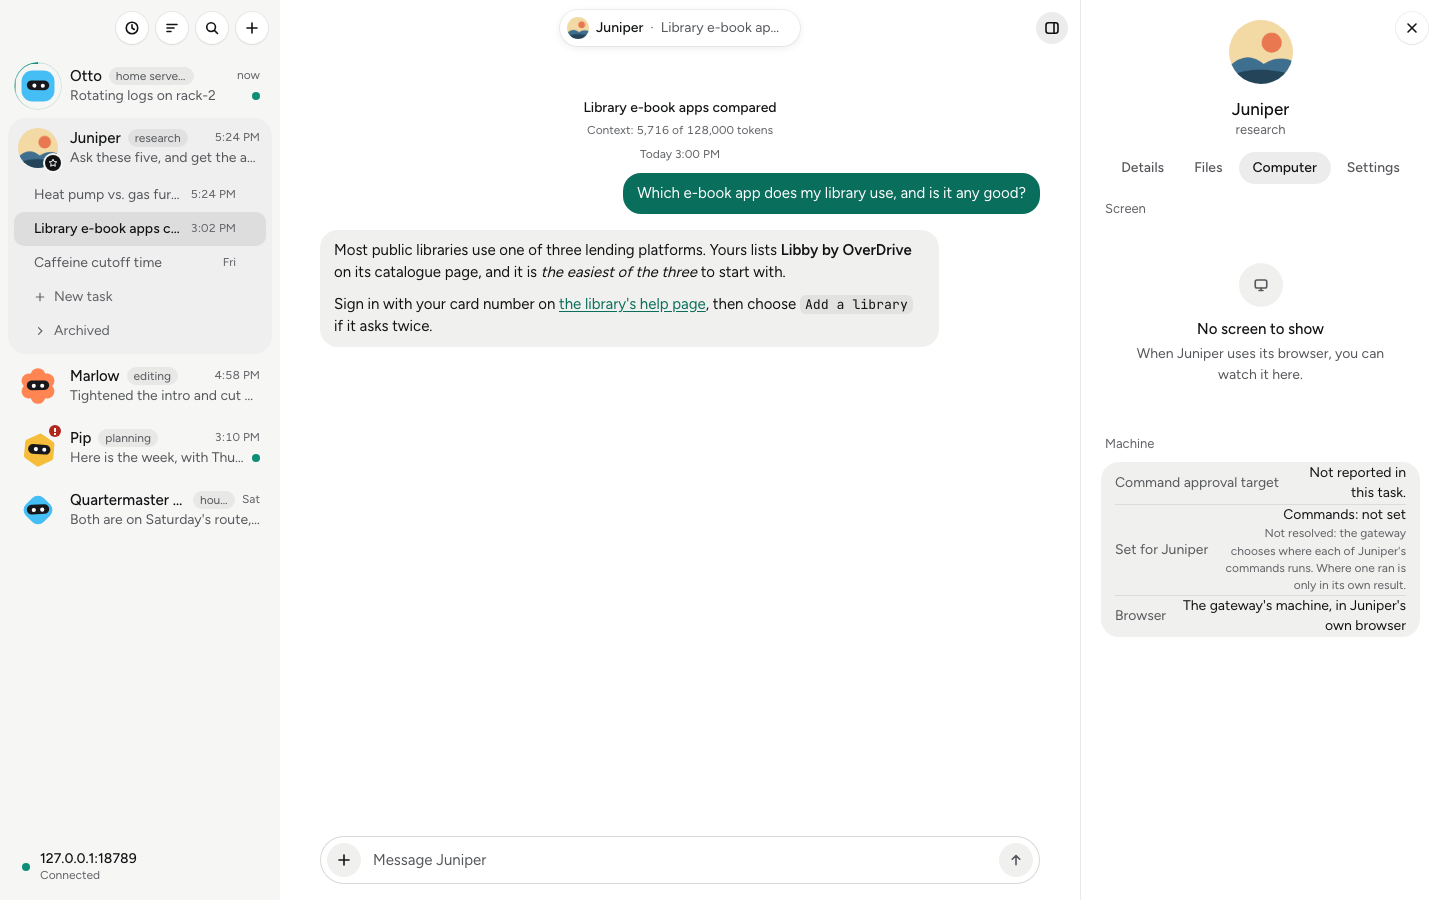 Otto home serve... now
Rotating logs on rack-2
Juniper research 5:24 PM
Ask these five, and get the a...
Heat pump vs. gas fur... 5:24 PM
Library e-book apps c... 3:02 PM
Caffeine cutoff time Fri
New task
Archived
Marlow editing 4:58 PM
Tightened the intro and cut ...
Pip planning 3:10 PM
Here is the week, with Thu...
Quartermaster ... hou... Sat
Both are on Saturday's route,...
127.0.0.1:18789
Connected
Juniper · Library e-book ap...
Library e-book apps compared
Context: 5,716 of 128,000 tokens
Today 3:00 PM
Which e-book app does my library use, and is it any good?
Most public libraries use one of three lending platforms. Yours lists Libby by OverDrive
on its catalogue page, and it is the easiest of the three to start with.
Sign in with your card number on the library's help page, then choose Add a library
if it asks twice.
Message Juniper
Juniper
research
Details Files Computer Settings
Screen
No screen to show
When Juniper uses its browser, you can
watch it here.
Machine
Command approval target Not reported in
this task.
Set for Juniper Commands: not set
Not resolved: the gateway
chooses where each of Juniper's
commands runs. Where one ran is
only in its own result.
Browser The gateway's machine, in Juniper's
own browser